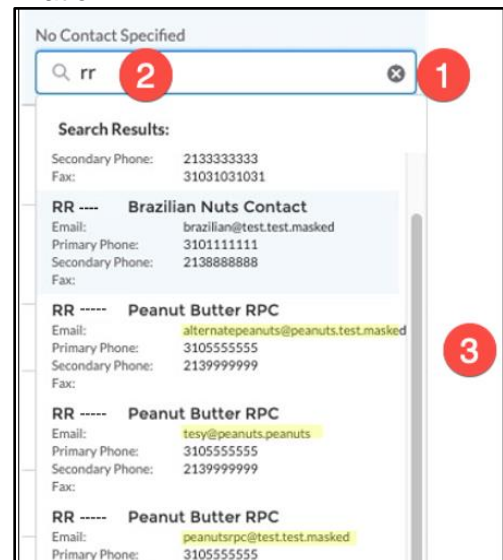 No Contact Specified
rr 2 1
Search Results:
Secondary Phone: 2133333333
Fax: 31031031031
RR ---- Brazilian Nuts Contact
Email: brazilian@test.test.masked
Primary Phone: 3101111111
Secondary Phone: 2138888888
Fax:
RR ----- Peanut Butter RPC
Email: alternatepeanuts@peanuts.test.masked
Primary Phone: 3105555555
Secondary Phone: 2139999999
Fax:
3
RR ----- Peanut Butter RPC
Email: tesy@peanuts.peanuts
Primary Phone: 3105555555
Secondary Phone: 2139999999
Fax:
RR ----- Peanut Butter RPC
Email: peanutsrpc@test.test.masked
Primary Phone: 3105555555